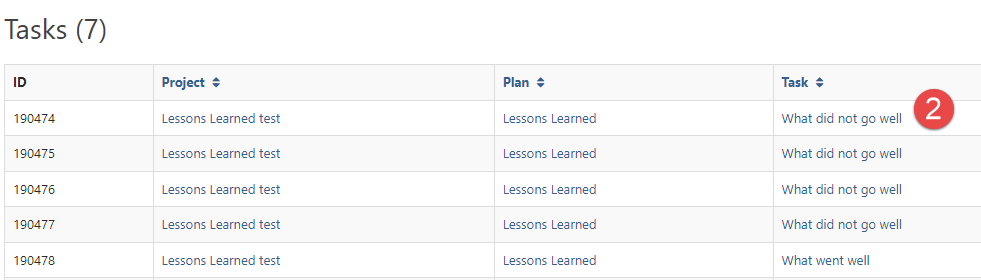 Tasks (7)
ID Project Plan Task
190474 Lessons Learned test Lessons Learned What did not go well 2
190475 Lessons Learned test Lessons Learned What did not go well
190476 Lessons Learned test Lessons Learned What did not go well
190477 Lessons Learned test Lessons Learned What did not go well
190478 Lessons Learned test Lessons Learned What went well